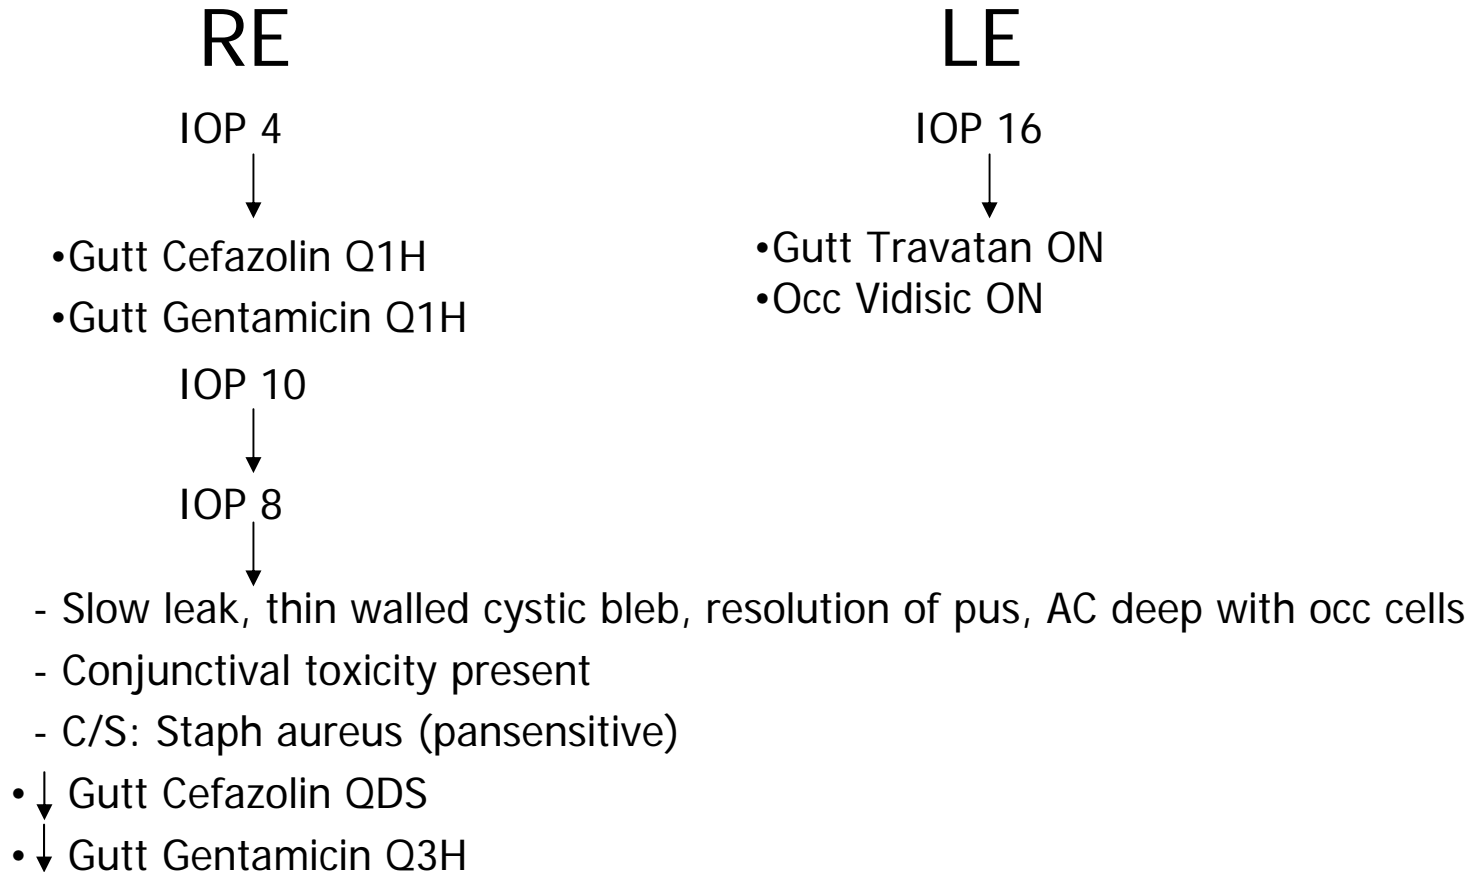 RE
IOP 4
•Gutt Cefazolin Q1H
•Gutt Gentamicin Q1H
IOP 10
IOP 8
LE
IOP 16
•Gutt Travatan ON
•Occ Vidisic ON
- Slow leak, thin walled cystic bleb, resolution of pus, AC deep with occ cells
- Conjunctival toxicity present
- C/S: Staph aureus (pansensitive)
•↓ Gutt Cefazolin QDS
•↓ Gutt Gentamicin Q3H